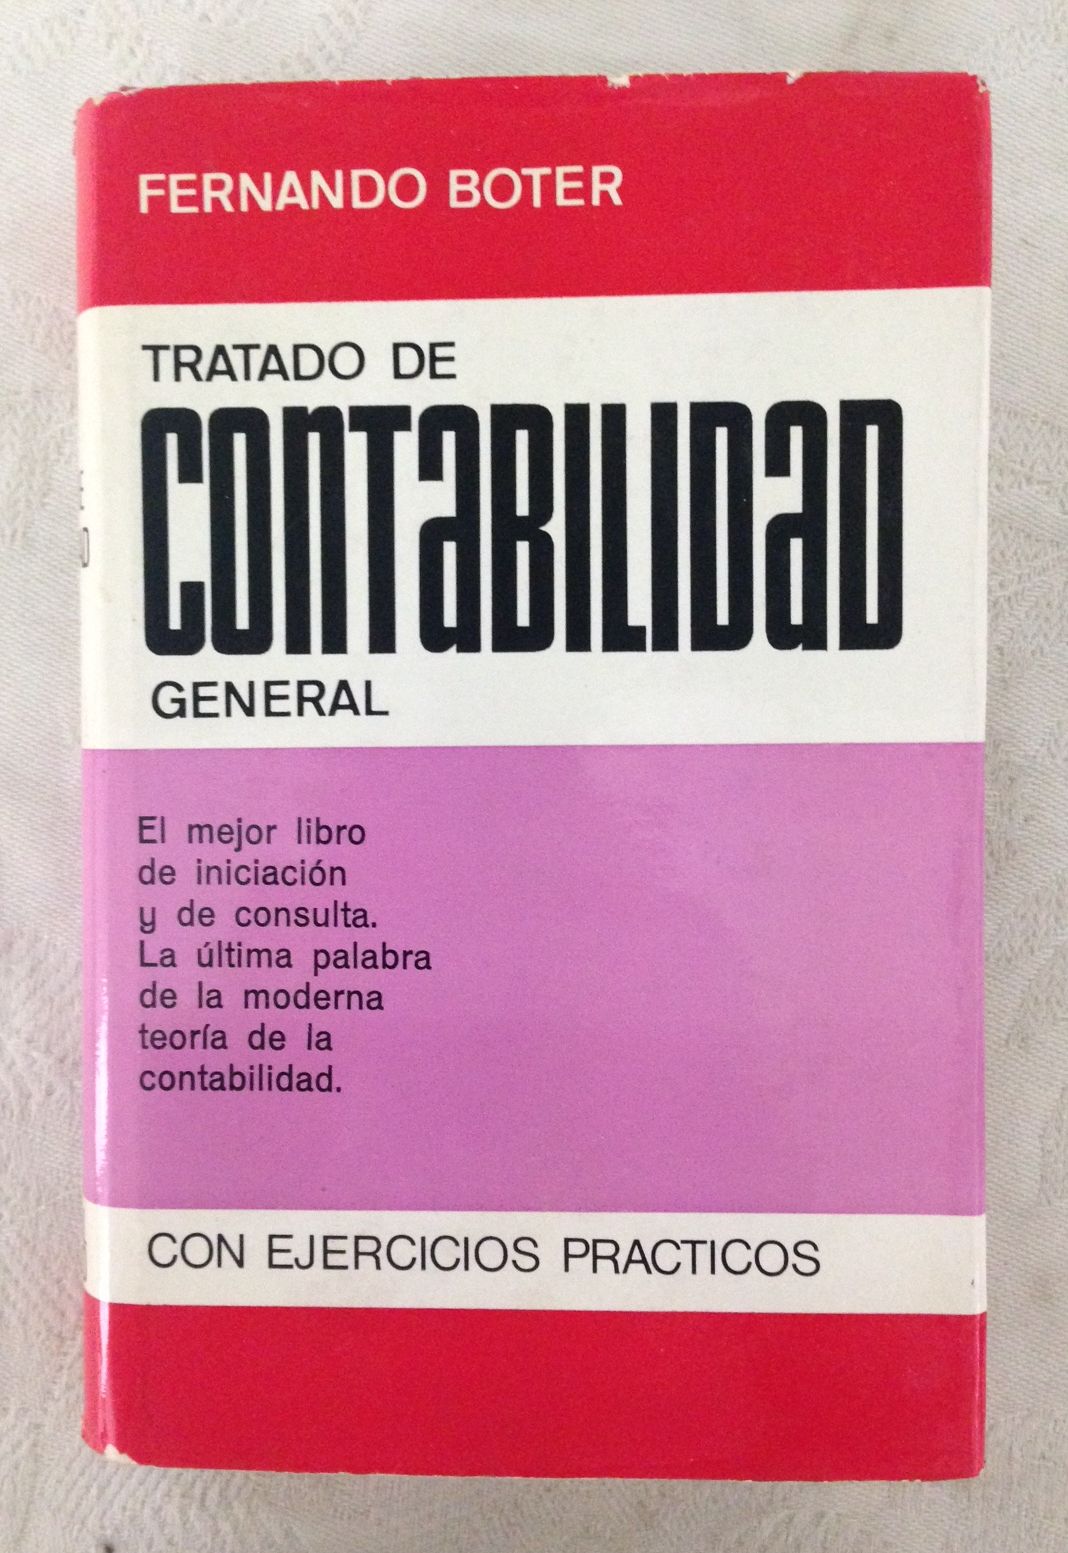 FERNANDO BOTER
TRATADO DE
CONTABILIDAD
GENERAL
El mejor libro
de iniciación
y de consulta.
La última palabra
de la moderna
teoría de la
contabilidad.
CON EJERCICIOS PRACTICOS